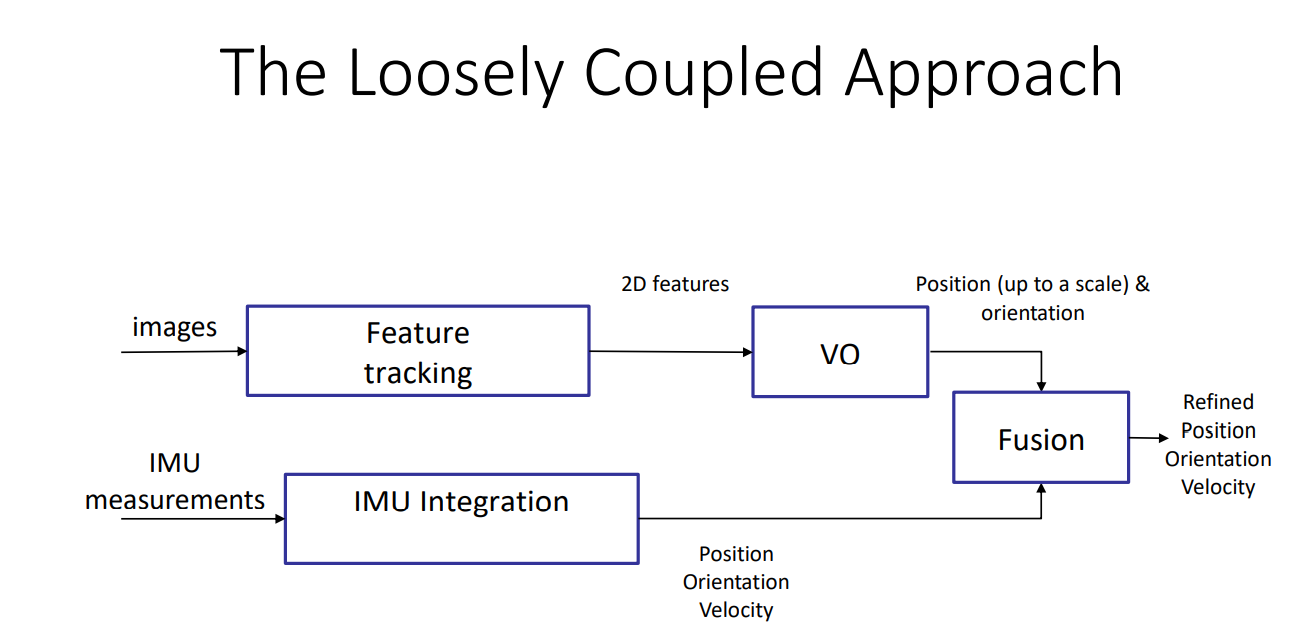 The Loosely Coupled Approach
2D features
Position (up to a scale) &
orientation
images
Feature
tracking
VO
Refined
Position
Orientation
Velocity
Fusion
IMU
measurements
IMU Integration
Position
Orientation
Velocity